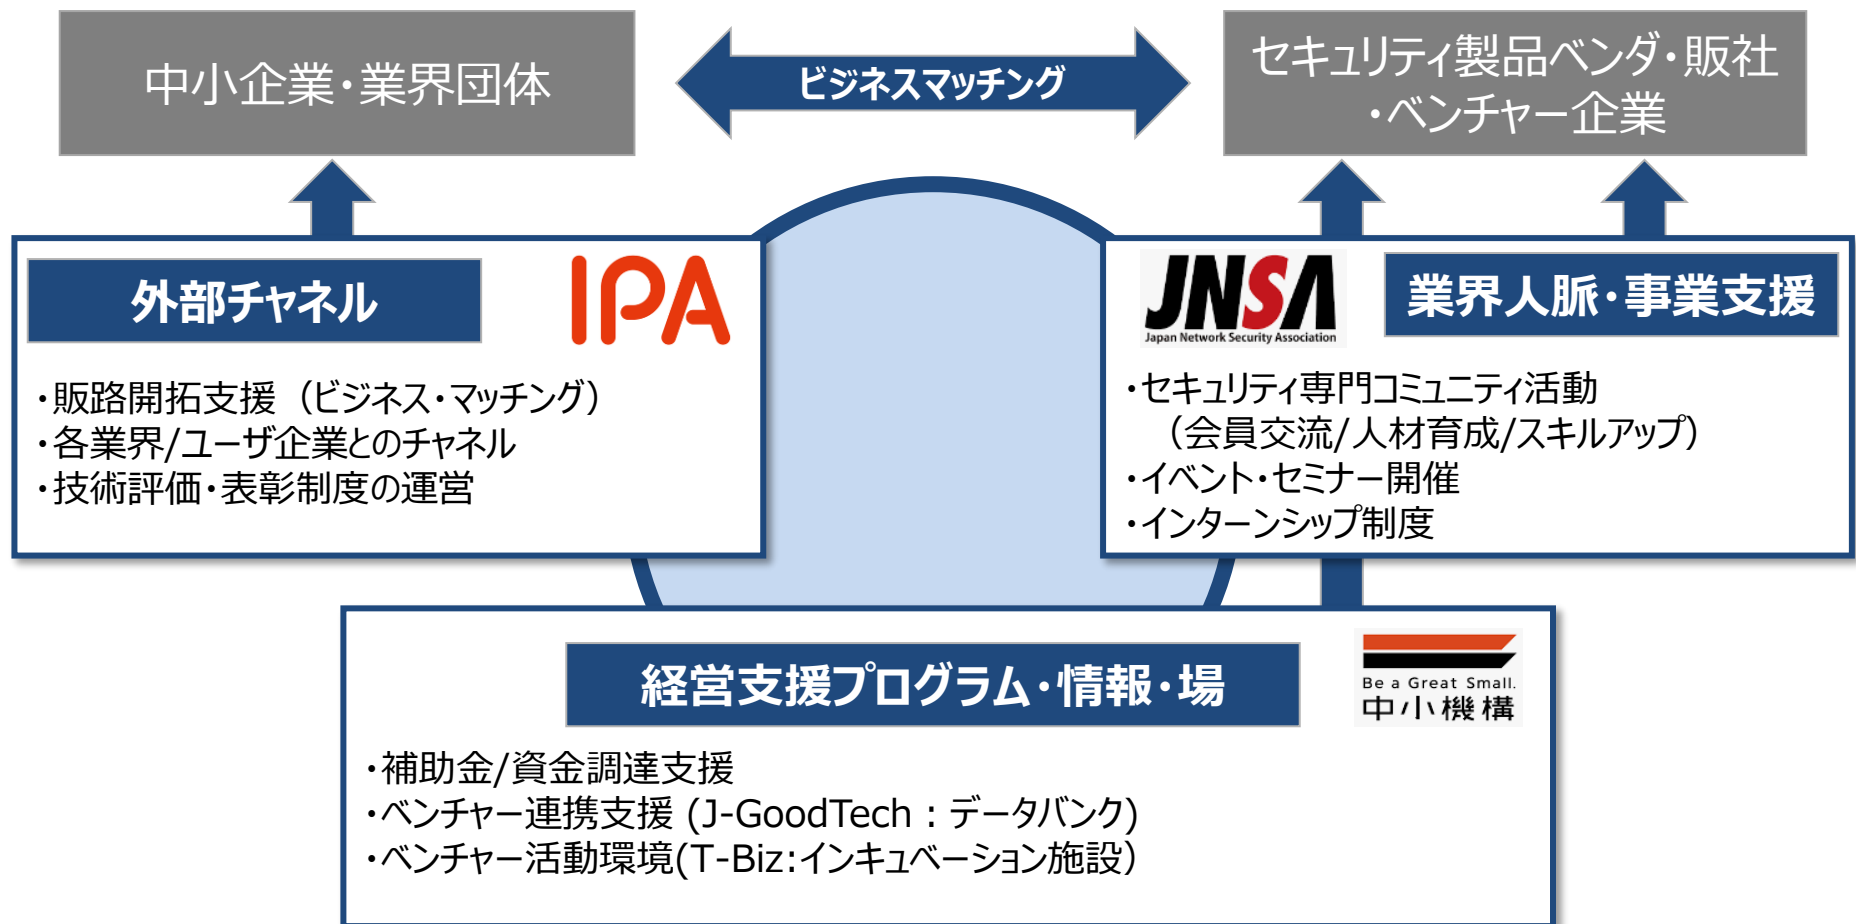 中小企業・業界団体
ビジネスマッチング
セキュリティ製品ベンダ・販社
・ベンチャー企業
外部チャネル
IPA
・販路開拓支援（ビジネス・マッチング）
・各業界/ユーザ企業とのチャネル
・技術評価・表彰制度の運営
JNSA
Japan Network Security Association
業界人脈・事業支援
・セキュリティ専門コミュニティ活動
（会員交流/人材育成/スキルアップ）
・イベント・セミナー開催
・インターンシップ制度
経営支援プログラム・情報・場
Be a Great Small.
中小機構
・補助金/資金調達支援
・ベンチャー連携支援 (J-GoodTech：データバンク)
・ベンチャー活動環境(T-Biz:インキュベーション施設）